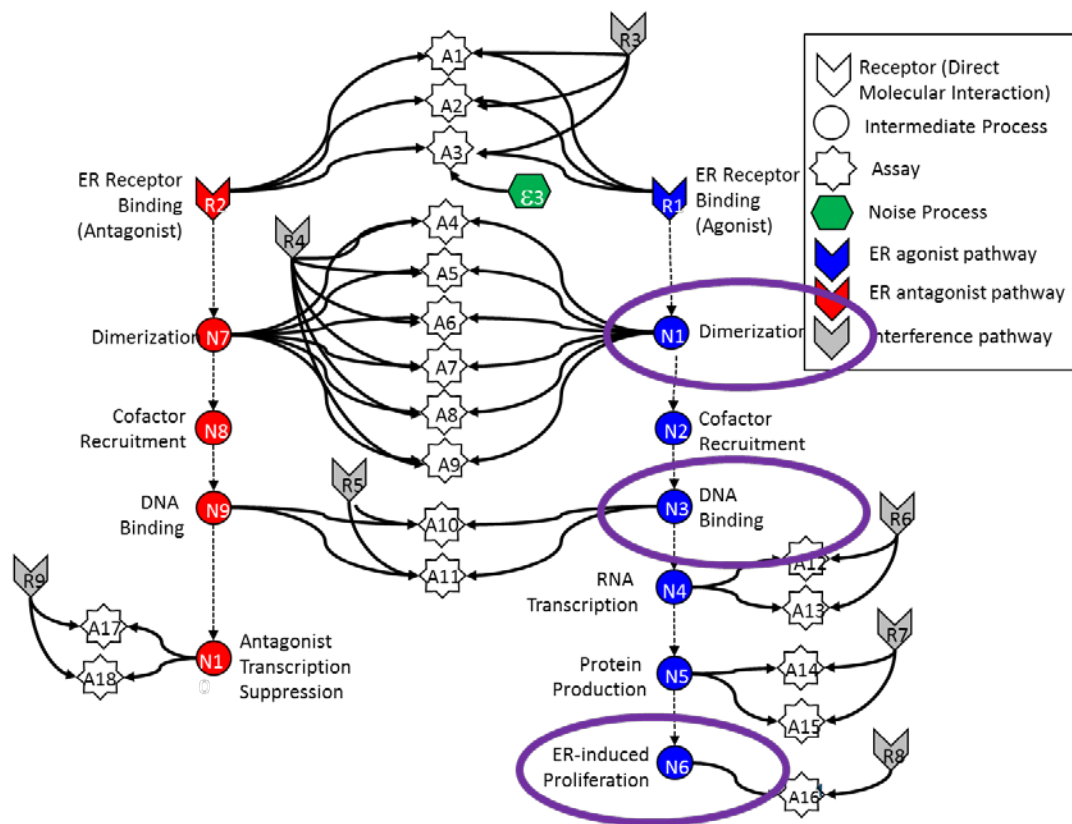 R3
A1
A2
A3
ER Receptor
Binding
(Antagonist)
R2
ε3
R1
ER Receptor
Binding
(Agonist)
Receptor (Direct
Molecular Interaction)
Intermediate Process
Assay
Noise Process
ER agonist pathway
ER antagonist pathway
Interference pathway
R4
A4
A5
A6
A7
A8
A9
Dimerization
N7
N1
Dimerization
Cofactor
Recruitment
N8
N2
Cofactor
Recruitment
DNA
Binding
N9
R5
A10
A11
N3
DNA
Binding
R6
A12
A13
RNA
Transcription
N4
R9
A17
A18
N1
0
Antagonist
Transcription
Suppression
Protein
Production
N5
R7
A14
A15
ER-induced
Proliferation
N6
R8
A16